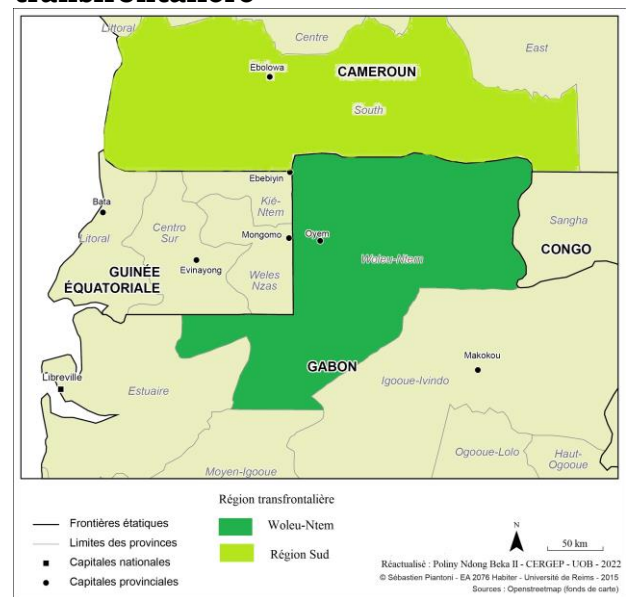 transfrontalière
Littoral
Centre
East
Ebolowa
CAMEROUN
South
Ebebiyin
Bata
Kié-
Ntem
Sangha
Centro
Sur
Mongomo
Oyem
Litoral
CONGO
Woleu-Ntem
Evinayong
GUINÉE
ÉQUATORIALE
Weles
Nzas
Makokou
GABON
Libreville
Igooue-Ivindo
Estuaire
Ogooue-Lolo
Haut-
Ogooue
Moyen-Igooue
Région transfrontalière
Frontières étatiques
Woleu-Ntem
Limites des provinces
Capitales nationales
Région Sud
Capitales provinciales
N
50 km
Réactualisé : Poliny Ndong Beka II - CERGEP - UOB - 2022
© Sébastien Piantoni - EA 2076 Habiter - Université de Reims - 2015
Sources : Openstreetmap (fonds de carte)